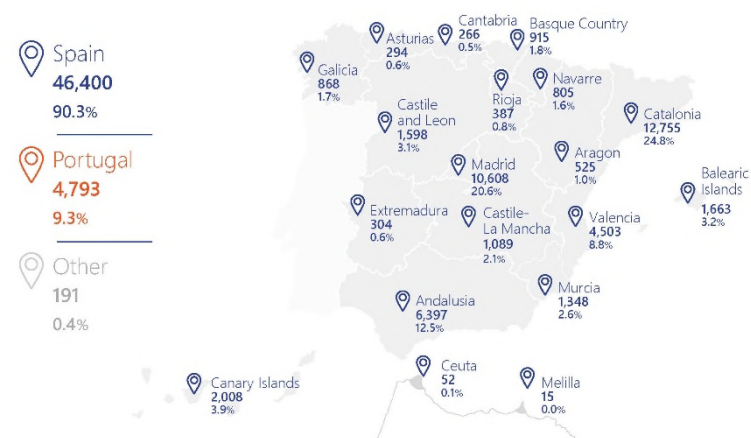 Spain
46,400
90.3%
Portugal
4,793
9.3%
Other
191
0.4%
Galicia
868
1.7%
Asturias
294
0.6%
Cantabria
266
0.5%
Basque Country
915
1.8%
Rioja
387
0.8%
Navarre
805
1.6%
Catalonia
12,755
24.8%
Castile
and Leon
1,598
3.1%
Madrid
10,608
20.6%
Aragon
525
1.0%
Balearic
Islands
1,663
3.2%
Extremadura
304
0.6%
Castile-
La Mancha
1,089
2.1%
Valencia
4,503
8.8%
Andalusia
6,397
12.5%
Murcia
1,348
2.6%
Canary Islands
2,008
3.9%
Ceuta
52
0.1%
Melilla
15
0.0%